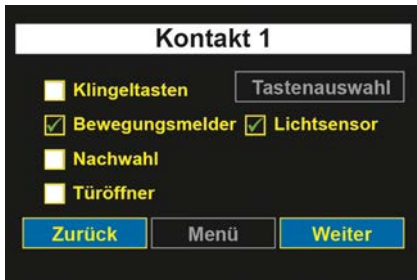 Kontakt 1
Klingeltasten Tastenauswahl
Bewegungsmelder Lichtsensor
Nachwahl
Türöffner
Zurück Menü Weiter